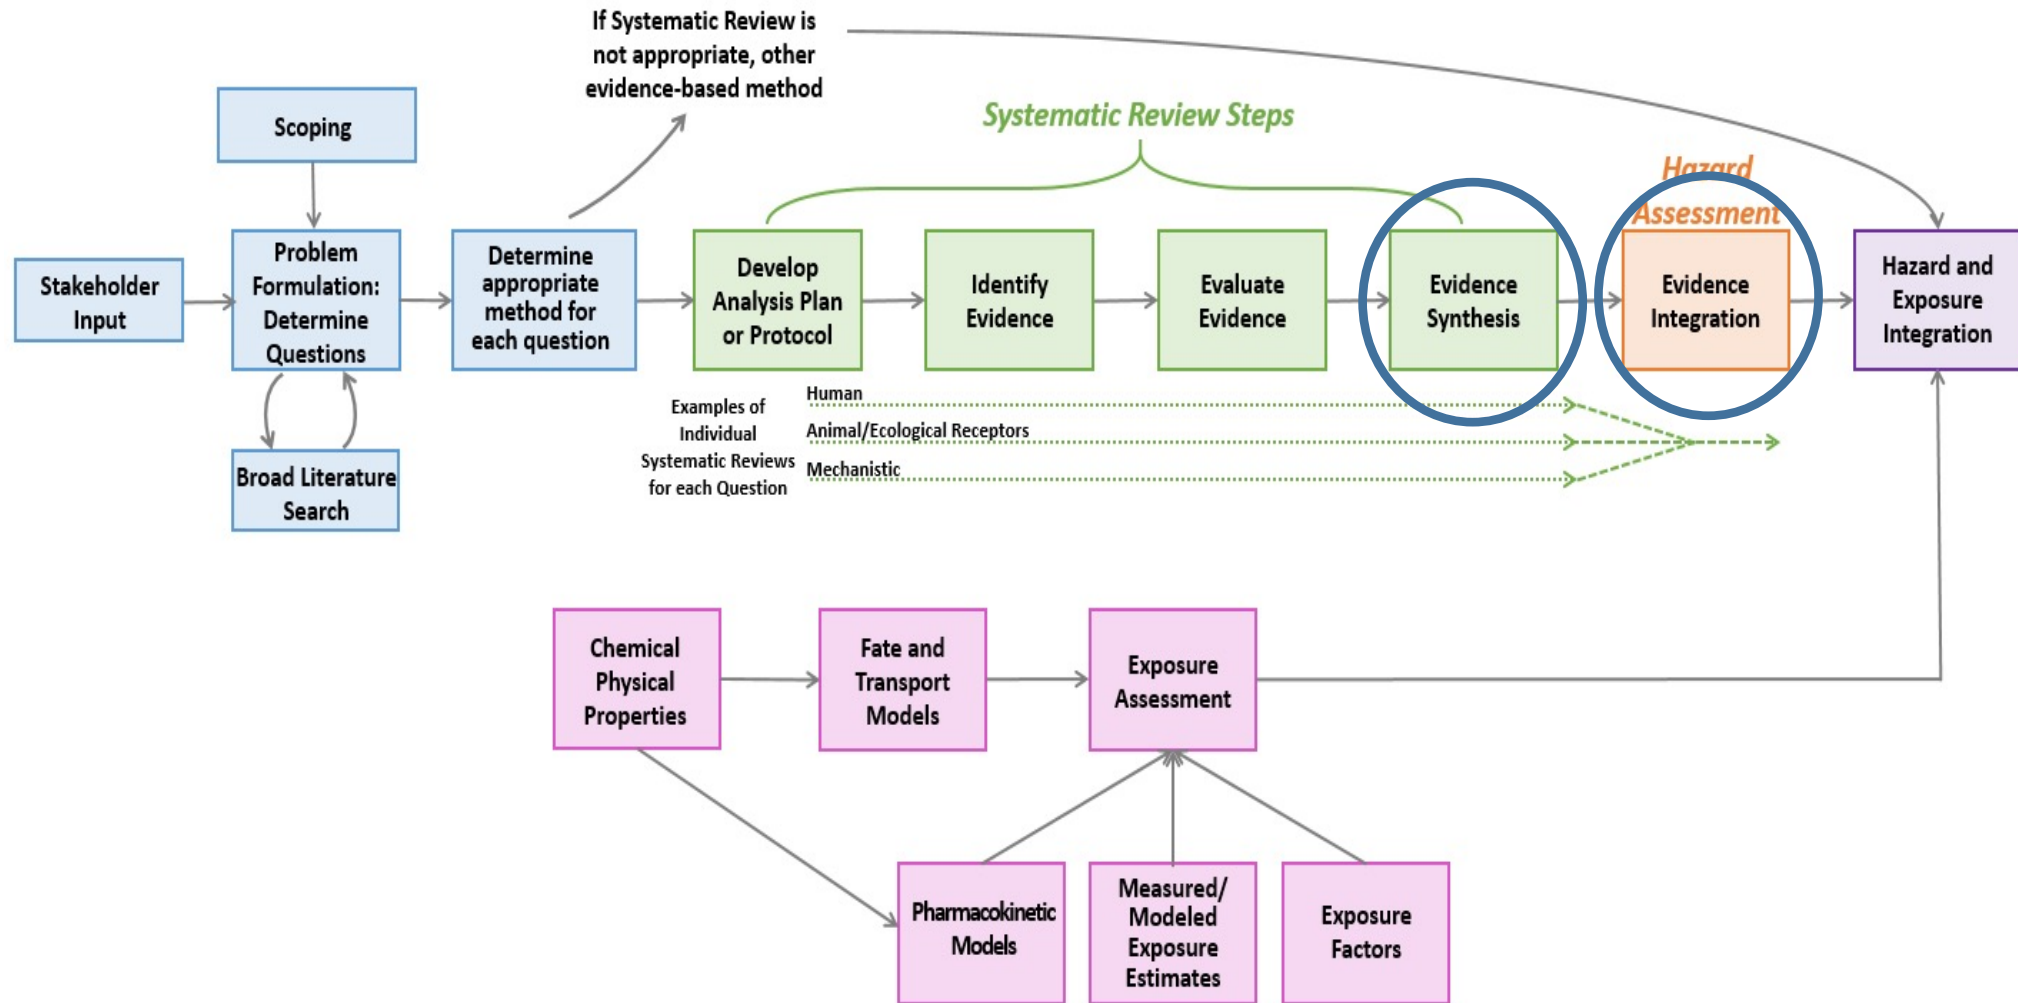 If Systematic Review is
not appropriate, other
evidence-based method
Scoping
Systematic Review Steps
Hazard
Assessment
Stakeholder
Input
Problem
Formulation:
Determine
Questions
Determine
appropriate
method for
each question
Develop
Analysis Plan
or Protocol
Identify
Evidence
Evaluate
Evidence
Evidence
Synthesis
Evidence
Integration
Hazard and
Exposure
Integration
Broad Literature
Search
Examples of
Individual
Systematic Reviews
for each Question
Human
Animal/Ecological Receptors
Mechanistic
Chemical
Physical
Properties
Fate and
Transport
Models
Exposure
Assessment
Pharmacokinetic
Models
Measured/
Modeled
Exposure
Estimates
Exposure
Factors